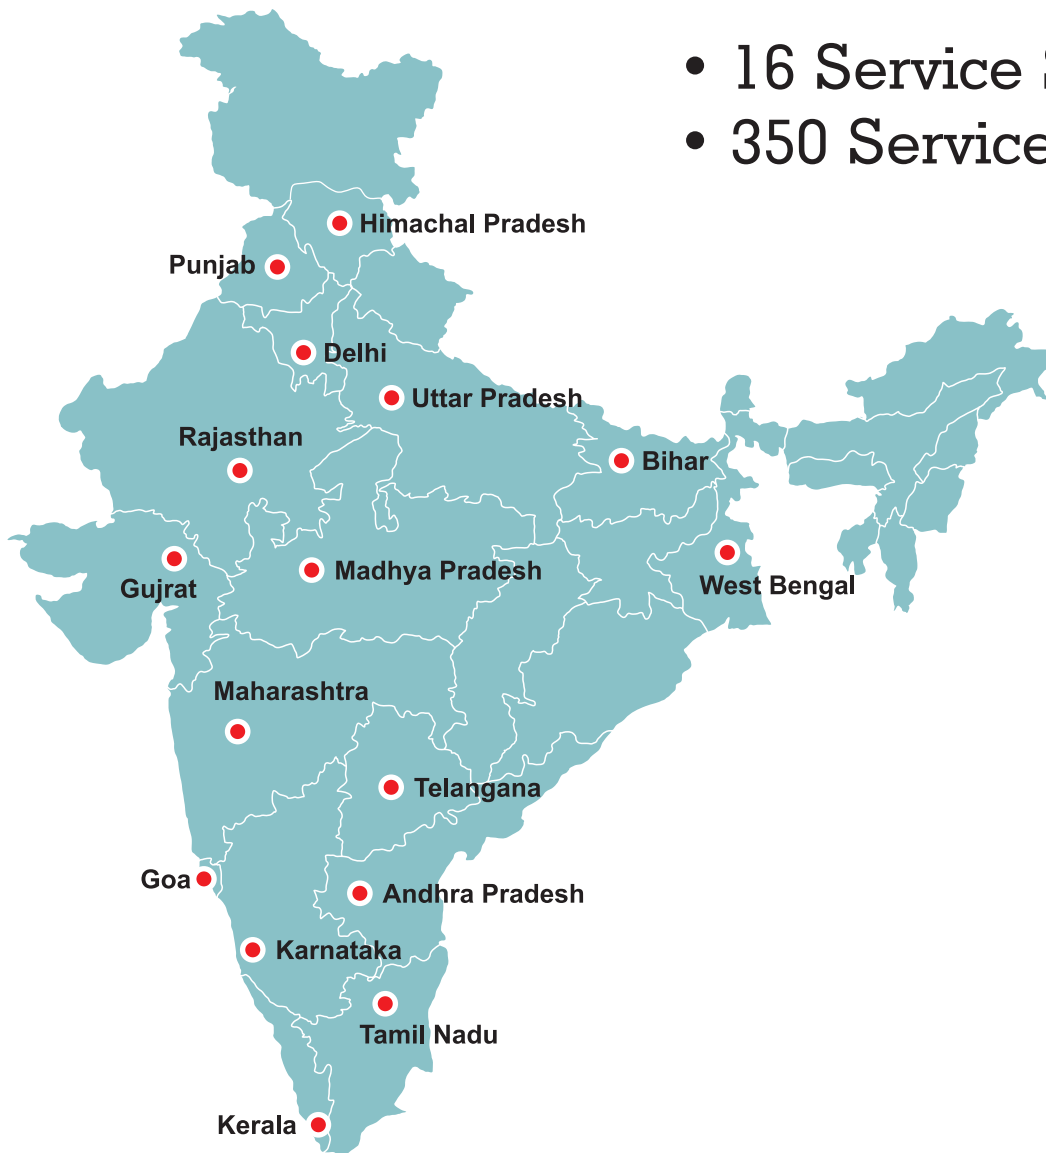 • 16 Service
• 350 Service
Himachal Pradesh
Punjab
Delhi
Uttar Pradesh
Rajasthan
Bihar
Gujrat
Madhya Pradesh
West Bengal
Maharashtra
Telangana
Goa
Andhra Pradesh
Karnataka
Tamil Nadu
Kerala